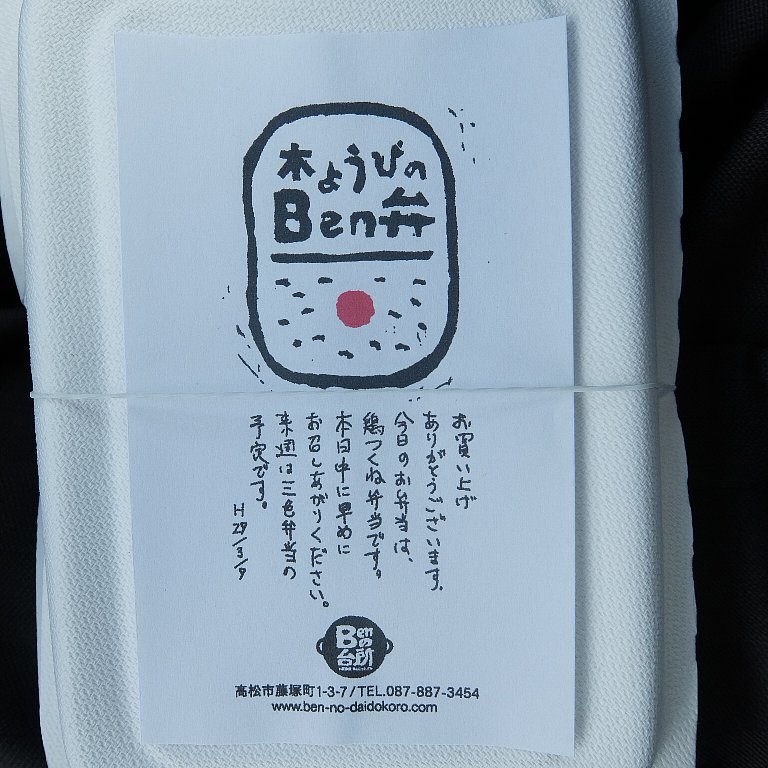 木ようびの
Ben弁
お買い上げ
ありがとうございます。
今日のお弁当は、
鶏つくね弁当です。
本日中に早めに
お召しあがりください。
来週は三色弁当の
予定です。
H29/3/9
Benの
台所
高松市藤塚町1-3-7/TEL.087-887-3454
www.ben-no-daidokoro.com